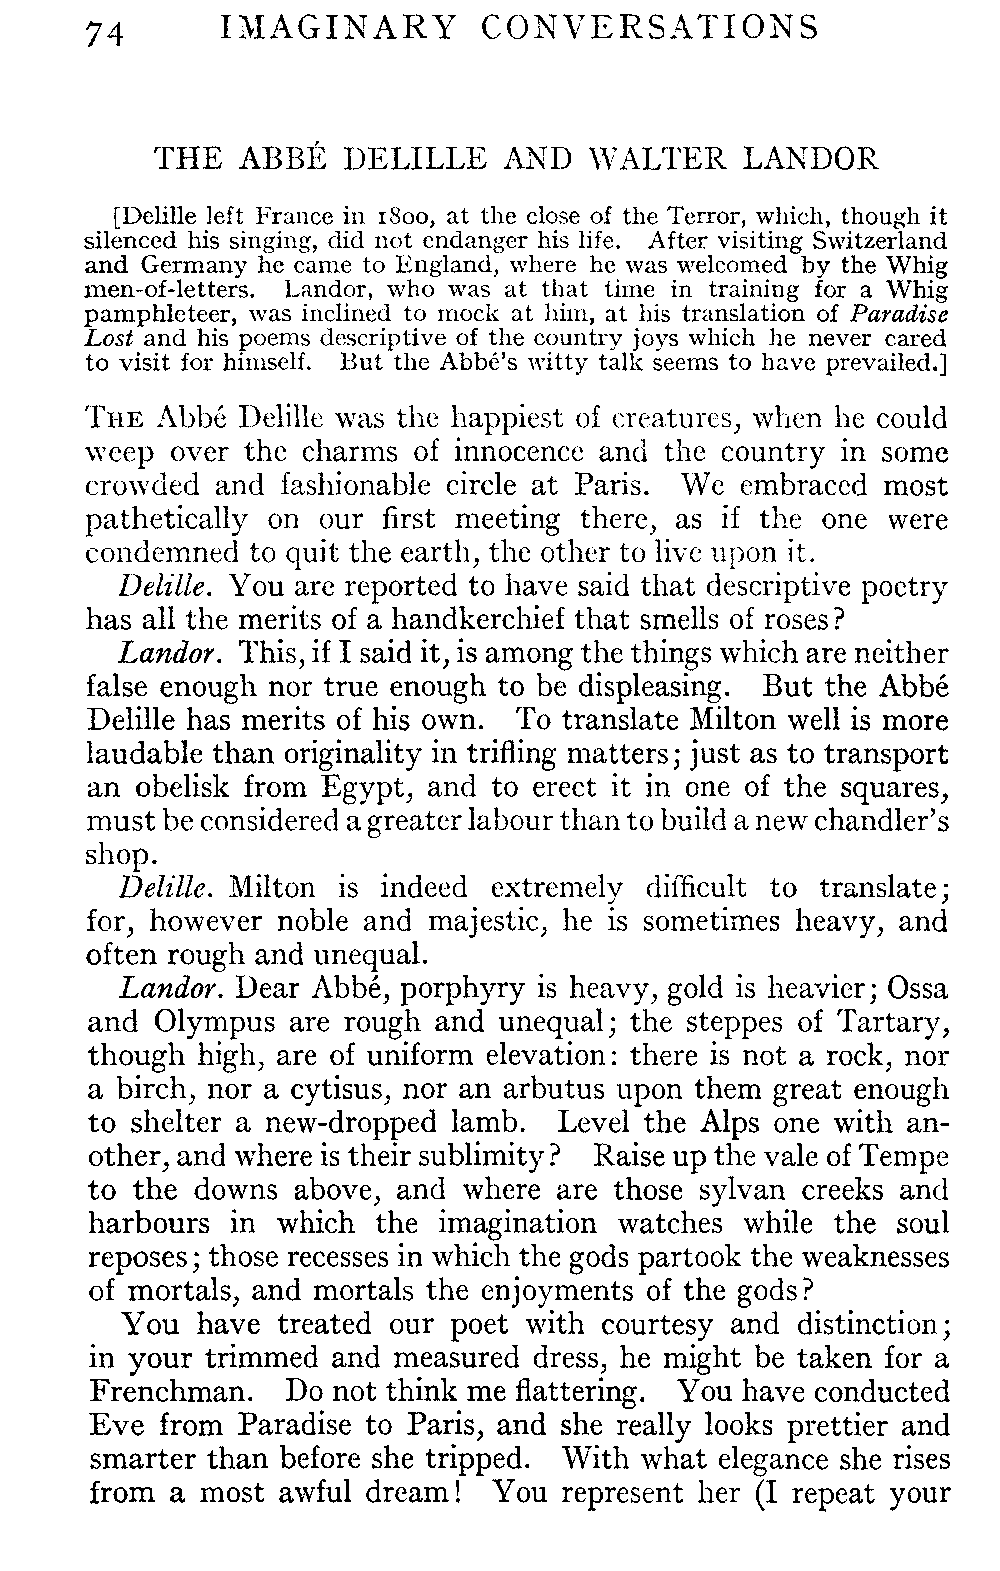 74 IMAGINARY CONVERSATIONS
THE ABBÉ DELILLE AND WALTER LANDOR
[Delille left France in 1800, at the close of the Terror, which, though it
silenced his singing, did not endanger his life. After visiting Switzerland
and Germany he came to England, where he was welcomed by the Whig
men-of-letters. Landor, who was at that time in training for a Whig
pamphleteer, was inclined to mock at him, at his translation of Paradise
Lost and his poems descriptive of the country joys which he never cared
to visit for himself. But the Abbé's witty talk seems to have prevailed.]
THE Abbé Delille was the happiest of creatures, when he could
weep over the charms of innocence and the country in some
crowded and fashionable circle at Paris. We embraced most
pathetically on our first meeting there, as if the one were
condemned to quit the earth, the other to live upon it.
Delille. You are reported to have said that descriptive poetry
has all the merits of a handkerchief that smells of roses?
Landor. This, if I said it, is among the things which are neither
false enough nor true enough to be displeasing. But the Abbé
Delille has merits of his own. To translate Milton well is more
laudable than originality in trifling matters; just as to transport
an obelisk from Egypt, and to erect it in one of the squares,
must be considered a greater labour than to build a new chandler's
shop.
Delille. Milton is indeed extremely difficult to translate;
for, however noble and majestic, he is sometimes heavy, and
often rough and unequal.
Landor. Dear Abbé, porphyry is heavy, gold is heavier; Ossa
and Olympus are rough and unequal; the steppes of Tartary,
though high, are of uniform elevation: there is not a rock, nor
a birch, nor a cytisus, nor an arbutus upon them great enough
to shelter a new-dropped lamb. Level the Alps one with an-
other, and where is their sublimity? Raise up the vale of Tempe
to the downs above, and where are those sylvan creeks and
harbours in which the imagination watches while the soul
reposes; those recesses in which the gods partook the weaknesses
of mortals, and mortals the enjoyments of the gods?
You have treated our poet with courtesy and distinction;
in your trimmed and measured dress, he might be taken for a
Frenchman. Do not think me flattering. You have conducted
Eve from Paradise to Paris, and she really looks prettier and
smarter than before she tripped. With what elegance she rises
from a most awful dream! You represent her (I repeat your